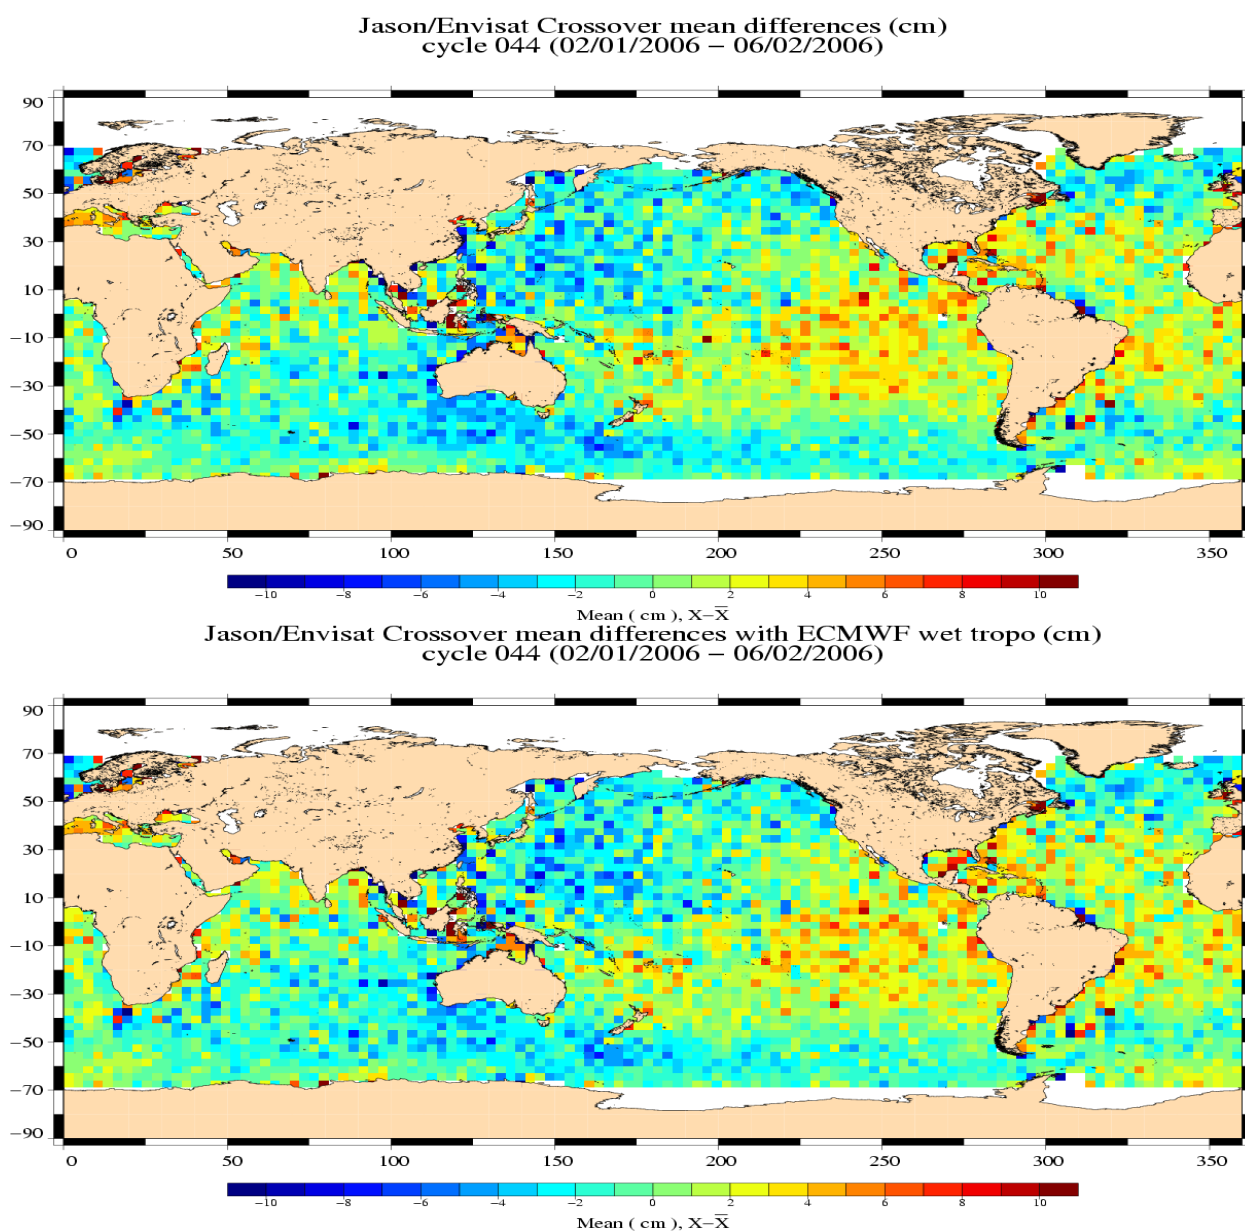 Jason/Envisat Crossover mean differences (cm)
cycle 044 (02/01/2006 − 06/02/2006)
90
70
50
30
10
−10
−30
−50
−70
−90
0 50 100 150 200 250 300 350
−10 −8 −6 −4 −2 0 2 4 6 8 10
Mean ( cm ), X−X̅
Jason/Envisat Crossover mean differences with ECMWF wet tropo (cm)
cycle 044 (02/01/2006 − 06/02/2006)
90
70
50
30
10
−10
−30
−50
−70
−90
0 50 100 150 200 250 300 350
−10 −8 −6 −4 −2 0 2 4 6 8 10
Mean ( cm ), X−X̅